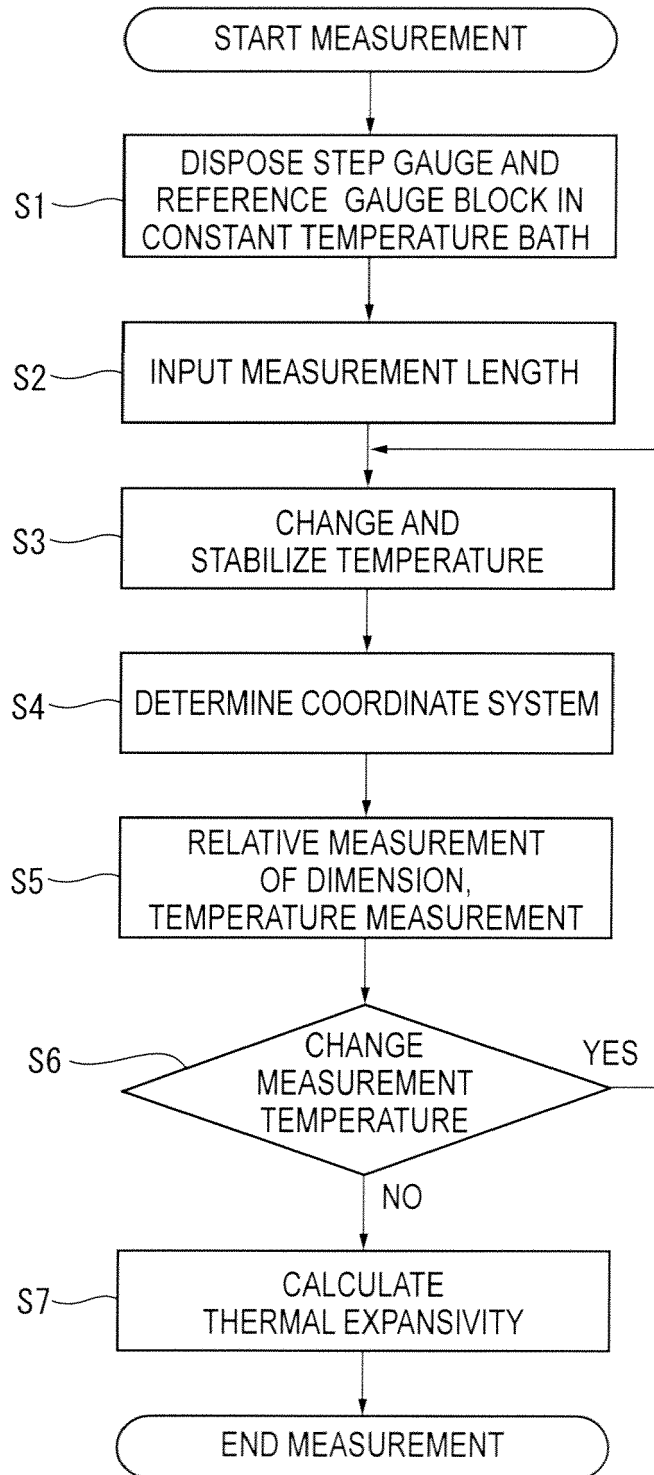 START MEASUREMENT
S1
DISPOSE STEP GAUGE AND
REFERENCE GAUGE BLOCK IN
CONSTANT TEMPERATURE BATH
S2
INPUT MEASUREMENT LENGTH
S3
CHANGE AND
STABILIZE TEMPERATURE
S4
DETERMINE COORDINATE SYSTEM
S5
RELATIVE MEASUREMENT
OF DIMENSION,
TEMPERATURE MEASUREMENT
S6
CHANGE
MEASUREMENT
TEMPERATURE
YES
NO
S7
CALCULATE
THERMAL EXPANSIVITY
END MEASUREMENT